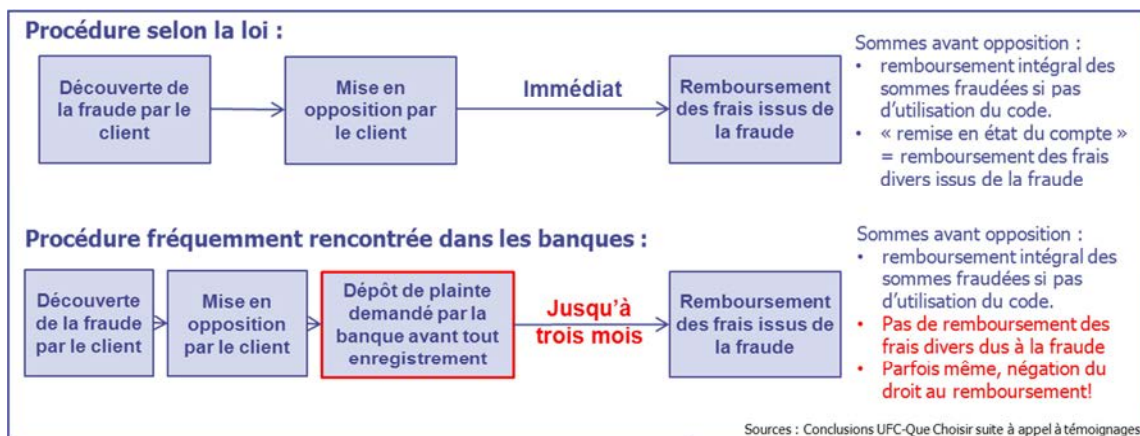 Procédure selon la loi :
Découverte de
la fraude par le
client
Mise en
opposition par
le client
Immédiat
Remboursement
des frais issus de
la fraude
Sommes avant opposition :
• remboursement intégral des
sommes fraudées si pas
d'utilisation du code.
• « remise en état du compte »
= remboursement des frais
divers issus de la fraude
Procédure fréquemment rencontrée dans les banques :
Découverte
de la fraude
par le client
Mise en
opposition
par le client
Dépôt de plainte
demandé par la
banque avant tout
enregistrement
Jusqu'à
trois mois
Remboursement
des frais issus de
la fraude
Sommes avant opposition :
• remboursement intégral des
sommes fraudées si pas
d'utilisation du code.
• Pas de remboursement des
frais divers dus à la fraude
• Parfois même, négation du
droit au remboursement!
Sources : Conclusions UFC-Que Choisir suite à appel à témoignages